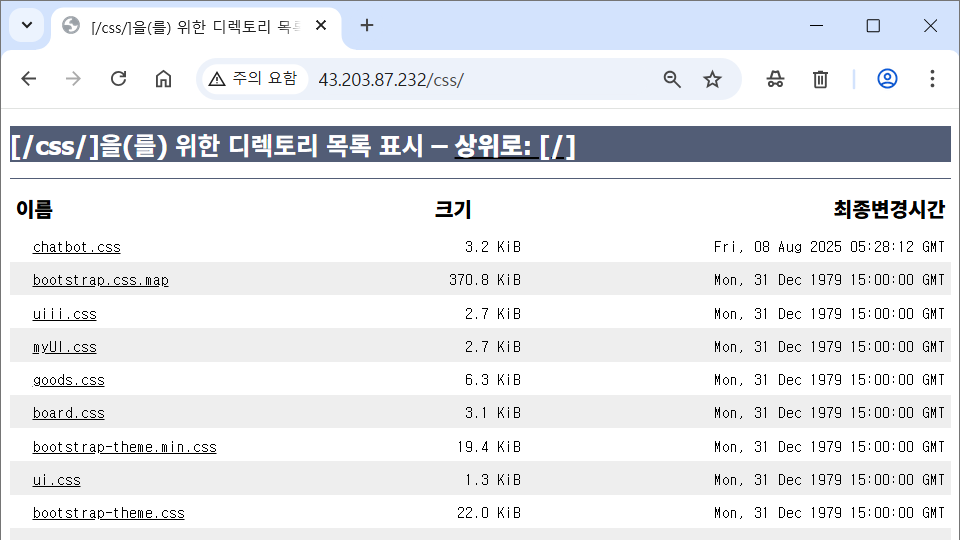 [/css/]을(를) 위한 디렉토리 목록
주의 요함 43.203.87.232/css/
[/css/]을(를) 위한 디렉토리 목록 표시 – 상위로: [/]
이름 크기 최종변경시간
chatbot.css 3.2 KiB Fri, 08 Aug 2025 05:28:12 GMT
bootstrap.css.map 370.8 KiB Mon, 31 Dec 1979 15:00:00 GMT
uiii.css 2.7 KiB Mon, 31 Dec 1979 15:00:00 GMT
myUI.css 2.7 KiB Mon, 31 Dec 1979 15:00:00 GMT
goods.css 6.3 KiB Mon, 31 Dec 1979 15:00:00 GMT
board.css 3.1 KiB Mon, 31 Dec 1979 15:00:00 GMT
bootstrap-theme.min.css 19.4 KiB Mon, 31 Dec 1979 15:00:00 GMT
ui.css 1.3 KiB Mon, 31 Dec 1979 15:00:00 GMT
bootstrap-theme.css 22.0 KiB Mon, 31 Dec 1979 15:00:00 GMT